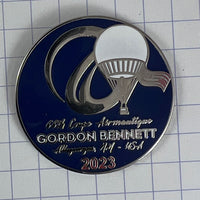 Coupe Aéronautique
GORDON BENNETT
Albuquerque, NM - USA
2023